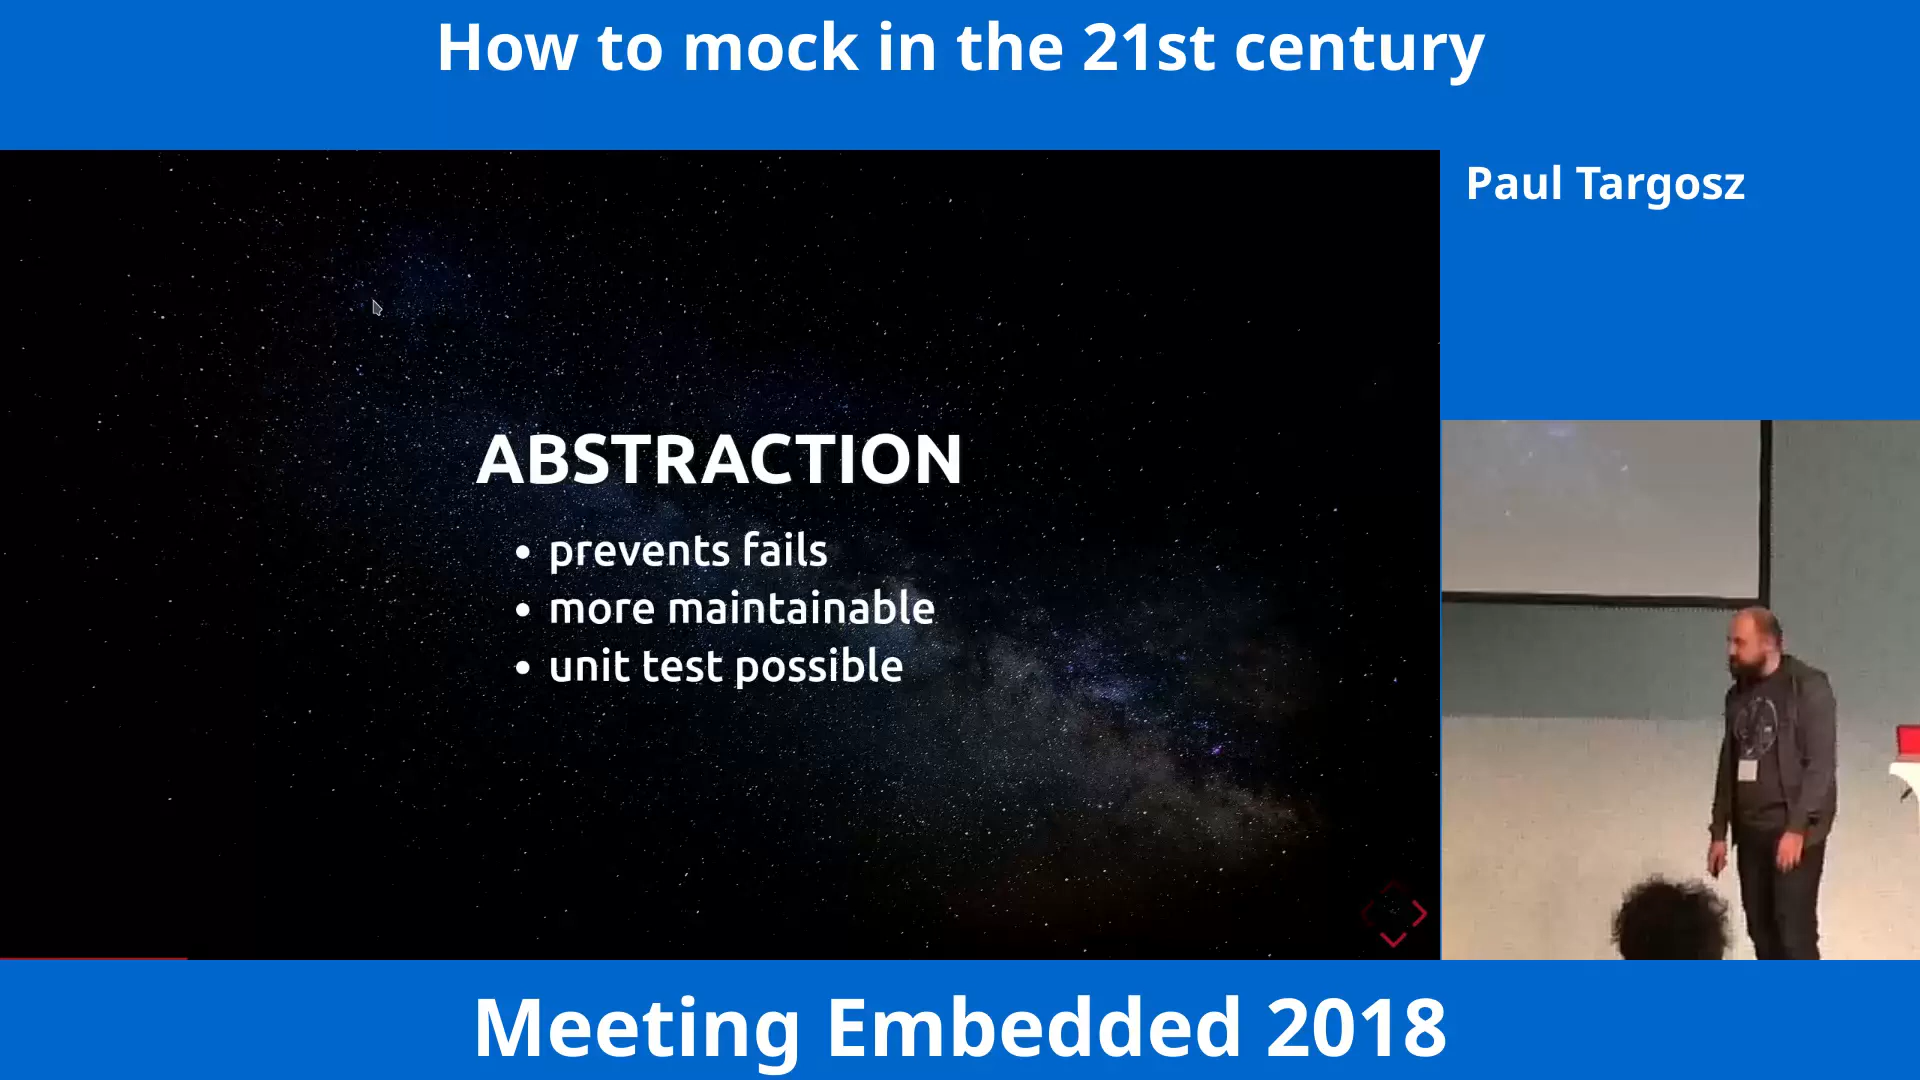 How to mock in the 21st century
Paul Targosz
ABSTRACTION
• prevents fails
• more maintainable
• unit test possible
Meeting Embedded 2018